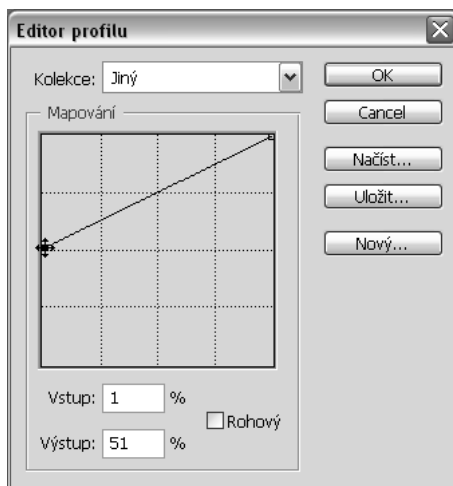 Editor profilu
Kolekce: Jiný
OK
Cancel
Načíst...
Uložit...
Nový...
Mapování
Vstup: 1 %
Výstup: 51 %
Rohový